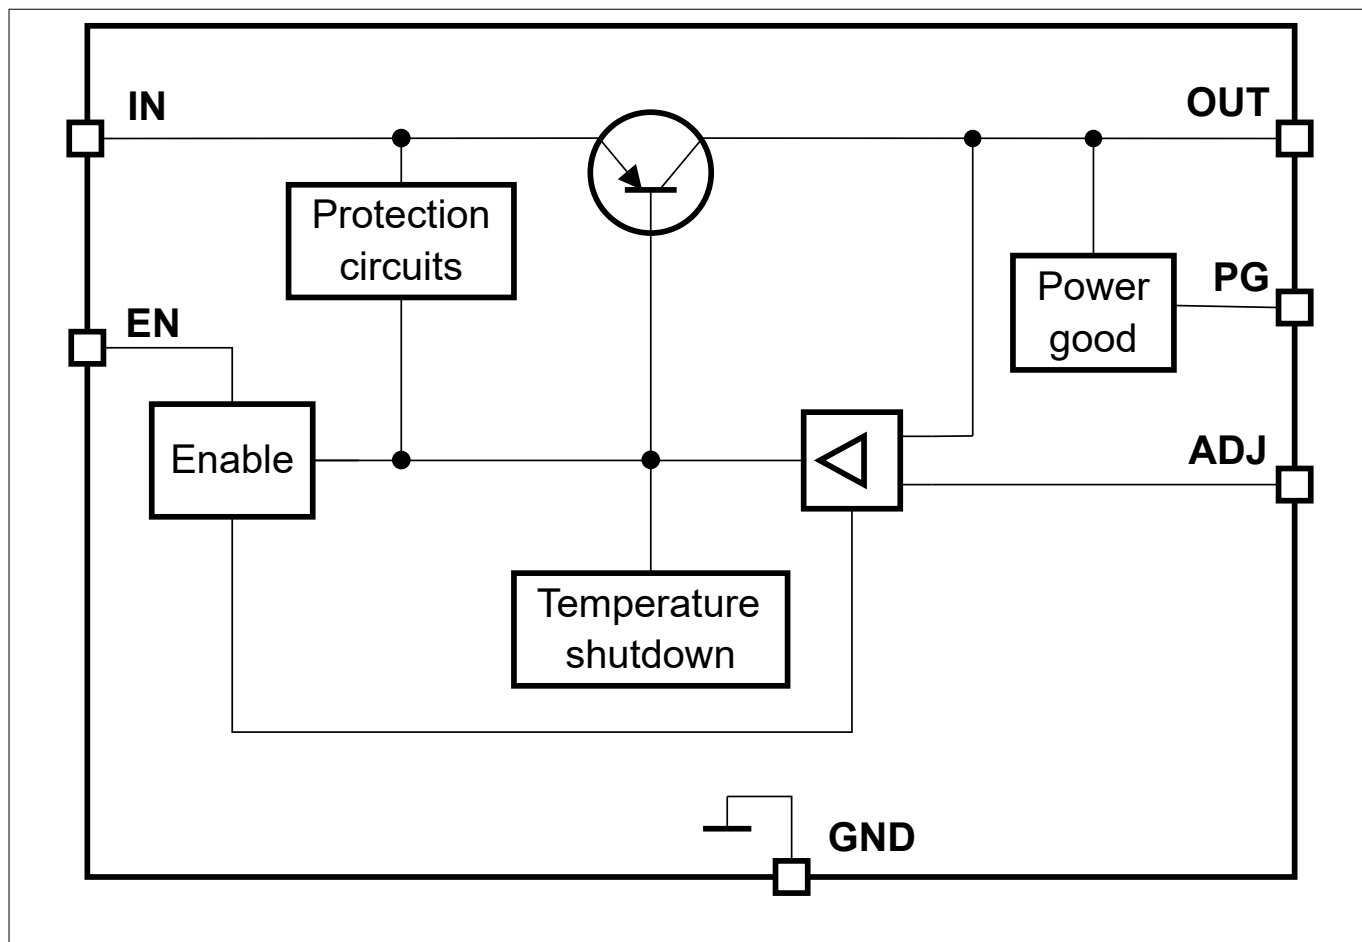 IN
OUT
Protection
circuits
Power
good
PG
EN
Enable
ADJ
Temperature
shutdown
GND